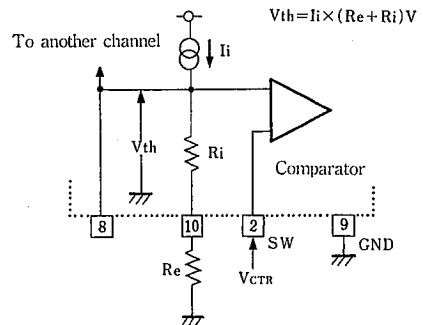 Vth=Ii×(Re+Ri)V
To another channel
Ii
Vth
Ri
Comparator
8
10
2
9
SW
GND
Re
VCTR